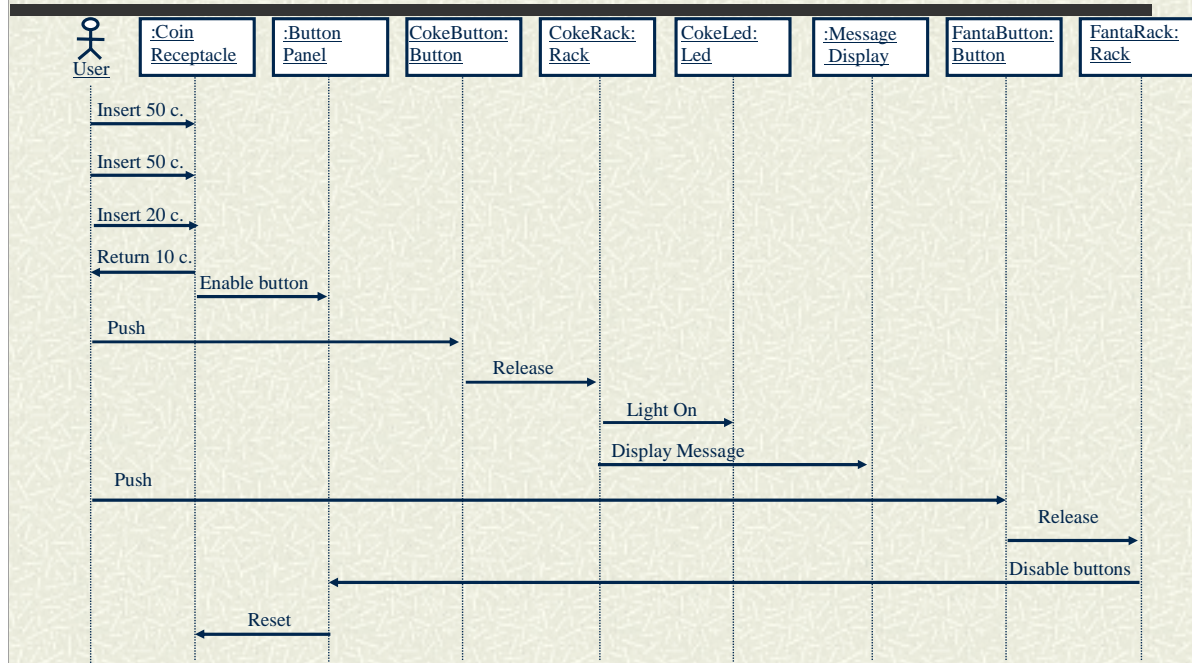 User
:Coin
Receptacle
:Button
Panel
CokeButton:
Button
CokeRack:
Rack
CokeLed:
Led
:Message
Display
FantaButton:
Button
FantaRack:
Rack
Insert 50 c.
Insert 50 c.
Insert 20 c.
Return 10 c.
Enable button
Push
Release
Light On
Display Message
Push
Release
Disable buttons
Reset